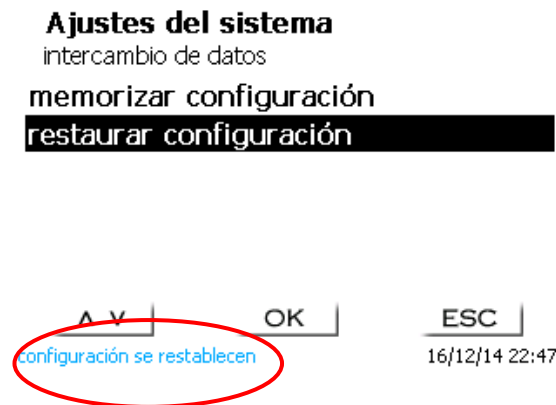 Ajustes del sistema
intercambio de datos
memorizar configuración
restaurar configuración
ᐱ ᐯ OK ESC
configuración se restablecen 16/12/14 22:47